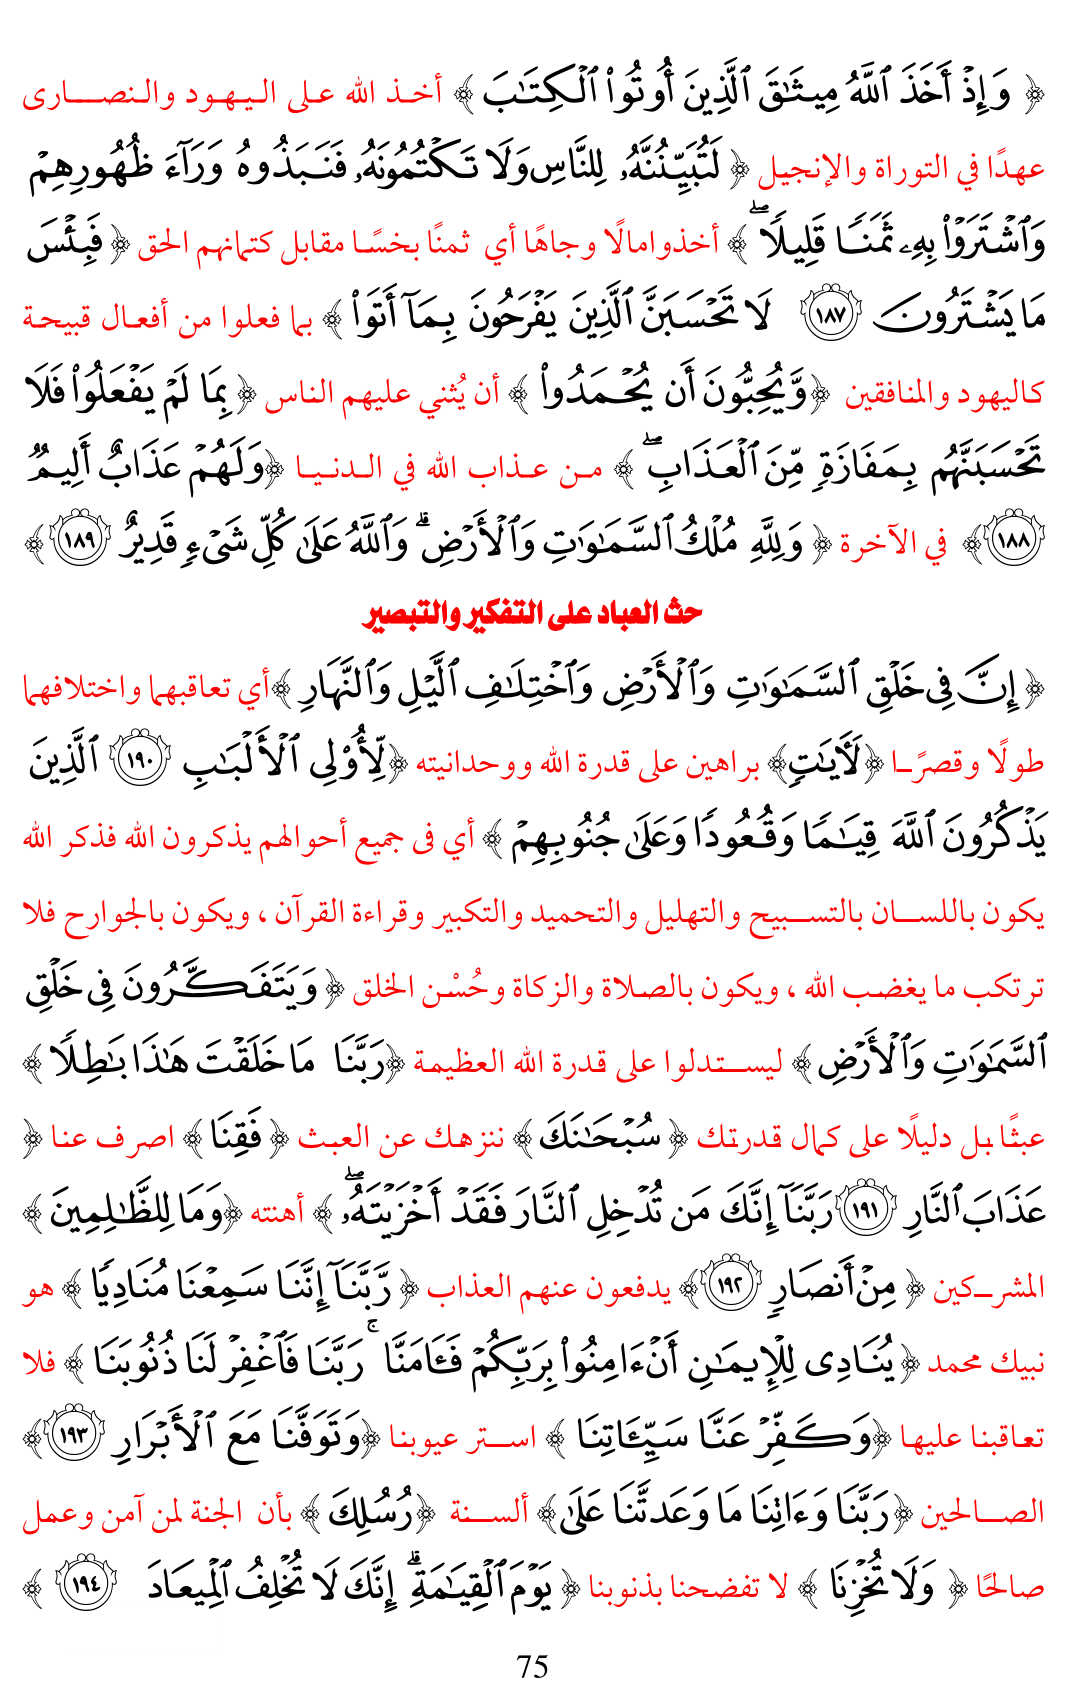 ﴿ وَإِذْ أَخَذَ ٱللَّهُ مِيثَٰقَ ٱلَّذِينَ أُوتُوا۟ ٱلْكِتَٰبَ ﴾ أخذ الله على اليهود والنصارى
عهدًا في التوراة والإنجيل ﴿ لَتُبَيِّنُنَّهُۥ لِلنَّاسِ وَلَا تَكْتُمُونَهُۥ فَنَبَذُوهُ وَرَآءَ ظُهُورِهِمْ
وَٱشْتَرَوْا۟ بِهِۦ ثَمَنًا قَلِيلًا ۖ ﴾ أخذوامالًا وجاهًا أي ثمنًا بخسًا مقابل كتمانهم الحق ﴿ فَبِئْسَ
مَا يَشْتَرُونَ ١٨٧ لَا تَحْسَبَنَّ ٱلَّذِينَ يَفْرَحُونَ بِمَآ أَتَوا۟ ﴾ بما فعلوا من أفعال قبيحة
كاليهود والمنافقين ﴿وَّيُحِبُّونَ أَن يُحْمَدُوا۟ ﴾ أن يُثني عليهم الناس ﴿ بِمَا لَمْ يَفْعَلُوا۟ فَلَا
تَحْسَبَنَّهُم بِمَفَازَةٍ مِّنَ ٱلْعَذَابِ ۖ ﴾ من عذاب الله في الدنيا ﴿وَلَهُمْ عَذَابٌ أَلِيمٌ
١٨٨ ﴾ في الآخرة ﴿ وَلِلَّهِ مُلْكُ ٱلسَّمَٰوَٰتِ وَٱلْأَرْضِ ۗ وَٱللَّهُ عَلَىٰ كُلِّ شَىْءٍ قَدِيرٌ ١٨٩ ﴾
حث العباد على التفكير والتبصير
﴿ إِنَّ فِى خَلْقِ ٱلسَّمَٰوَٰتِ وَٱلْأَرْضِ وَٱخْتِلَٰفِ ٱلَّيْلِ وَٱلنَّهَارِ ﴾أي تعاقبهما واختلافهما
طولًا وقصرًا ﴿لَءَايَٰتٍ﴾ براهين على قدرة الله ووحدانيته ﴿لِّأُو۟لِى ٱلْأَلْبَٰبِ ١٩٠ ٱلَّذِينَ
يَذْكُرُونَ ٱللَّهَ قِيَٰمًا وَقُعُودًا وَعَلَىٰ جُنُوبِهِمْ ﴾ أي فى جميع أحوالهم يذكرون الله فذكر الله
يكون باللسان بالتسبيح والتهليل والتحميد والتكبير وقراءة القرآن ، ويكون بالجوارح فلا
ترتكب ما يغضب الله ، ويكون بالصلاة والزكاة وحُسْن الخلق ﴿ وَيَتَفَكَّرُونَ فِى خَلْقِ
ٱلسَّمَٰوَٰتِ وَٱلْأَرْضِ ﴾ ليستدلوا على قدرة الله العظيمة ﴿رَبَّنَا مَا خَلَقْتَ هَٰذَا بَٰطِلًا ﴾
عبثًا بل دليلًا على كمال قدرتك ﴿ سُبْحَٰنَكَ ﴾ ننزهك عن العبث ﴿ فَقِنَا ﴾ اصرف عنا ﴿
عَذَابَ ٱلنَّارِ ١٩١ رَبَّنَآ إِنَّكَ مَن تُدْخِلِ ٱلنَّارَ فَقَدْ أَخْزَيْتَهُۥ ۖ ﴾ أهنته ﴿وَمَا لِلظَّٰلِمِينَ ﴾
المشركين ﴿ مِنْ أَنصَارٍ ١٩٢ ﴾ يدفعون عنهم العذاب ﴿ رَّبَّنَآ إِنَّنَا سَمِعْنَا مُنَادِيًا ﴾ هو
نبيك محمد ﴿ يُنَادِى لِلْإِيمَٰنِ أَنْ ءَامِنُوا۟ بِرَبِّكُمْ فَـَٔامَنَّا ۚ رَبَّنَا فَٱغْفِرْ لَنَا ذُنُوبَنَا ﴾ فلا
تعاقبنا عليها ﴿وَكَفِّرْ عَنَّا سَيِّـَٔاتِنَا ﴾ استر عيوبنا ﴿وَتَوَفَّنَا مَعَ ٱلْأَبْرَارِ ١٩٣ ﴾
الصالحين ﴿ رَبَّنَا وَءَاتِنَا مَا وَعَدتَّنَا عَلَىٰ ﴾ ألسنة ﴿رُسُلِكَ ﴾ بأن الجنة لمن آمن وعمل
صالحًا ﴿ وَلَا تُخْزِنَا ﴾ لا تفضحنا بذنوبنا ﴿ يَوْمَ ٱلْقِيَٰمَةِ ۗ إِنَّكَ لَا تُخْلِفُ ٱلْمِيعَادَ ١٩٤ ﴾
75